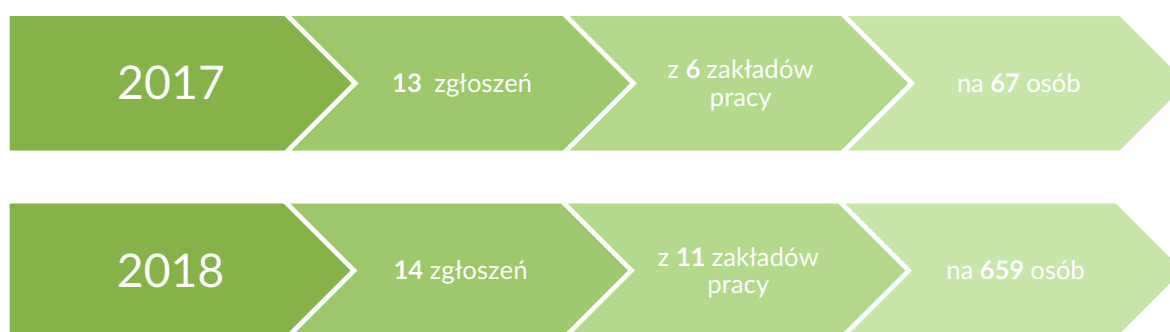 2017
13 zgłoszeń
z 6 zakładów
pracy
na 67 osób
2018
14 zgłoszeń
z 11 zakładów
pracy
na 659 osób